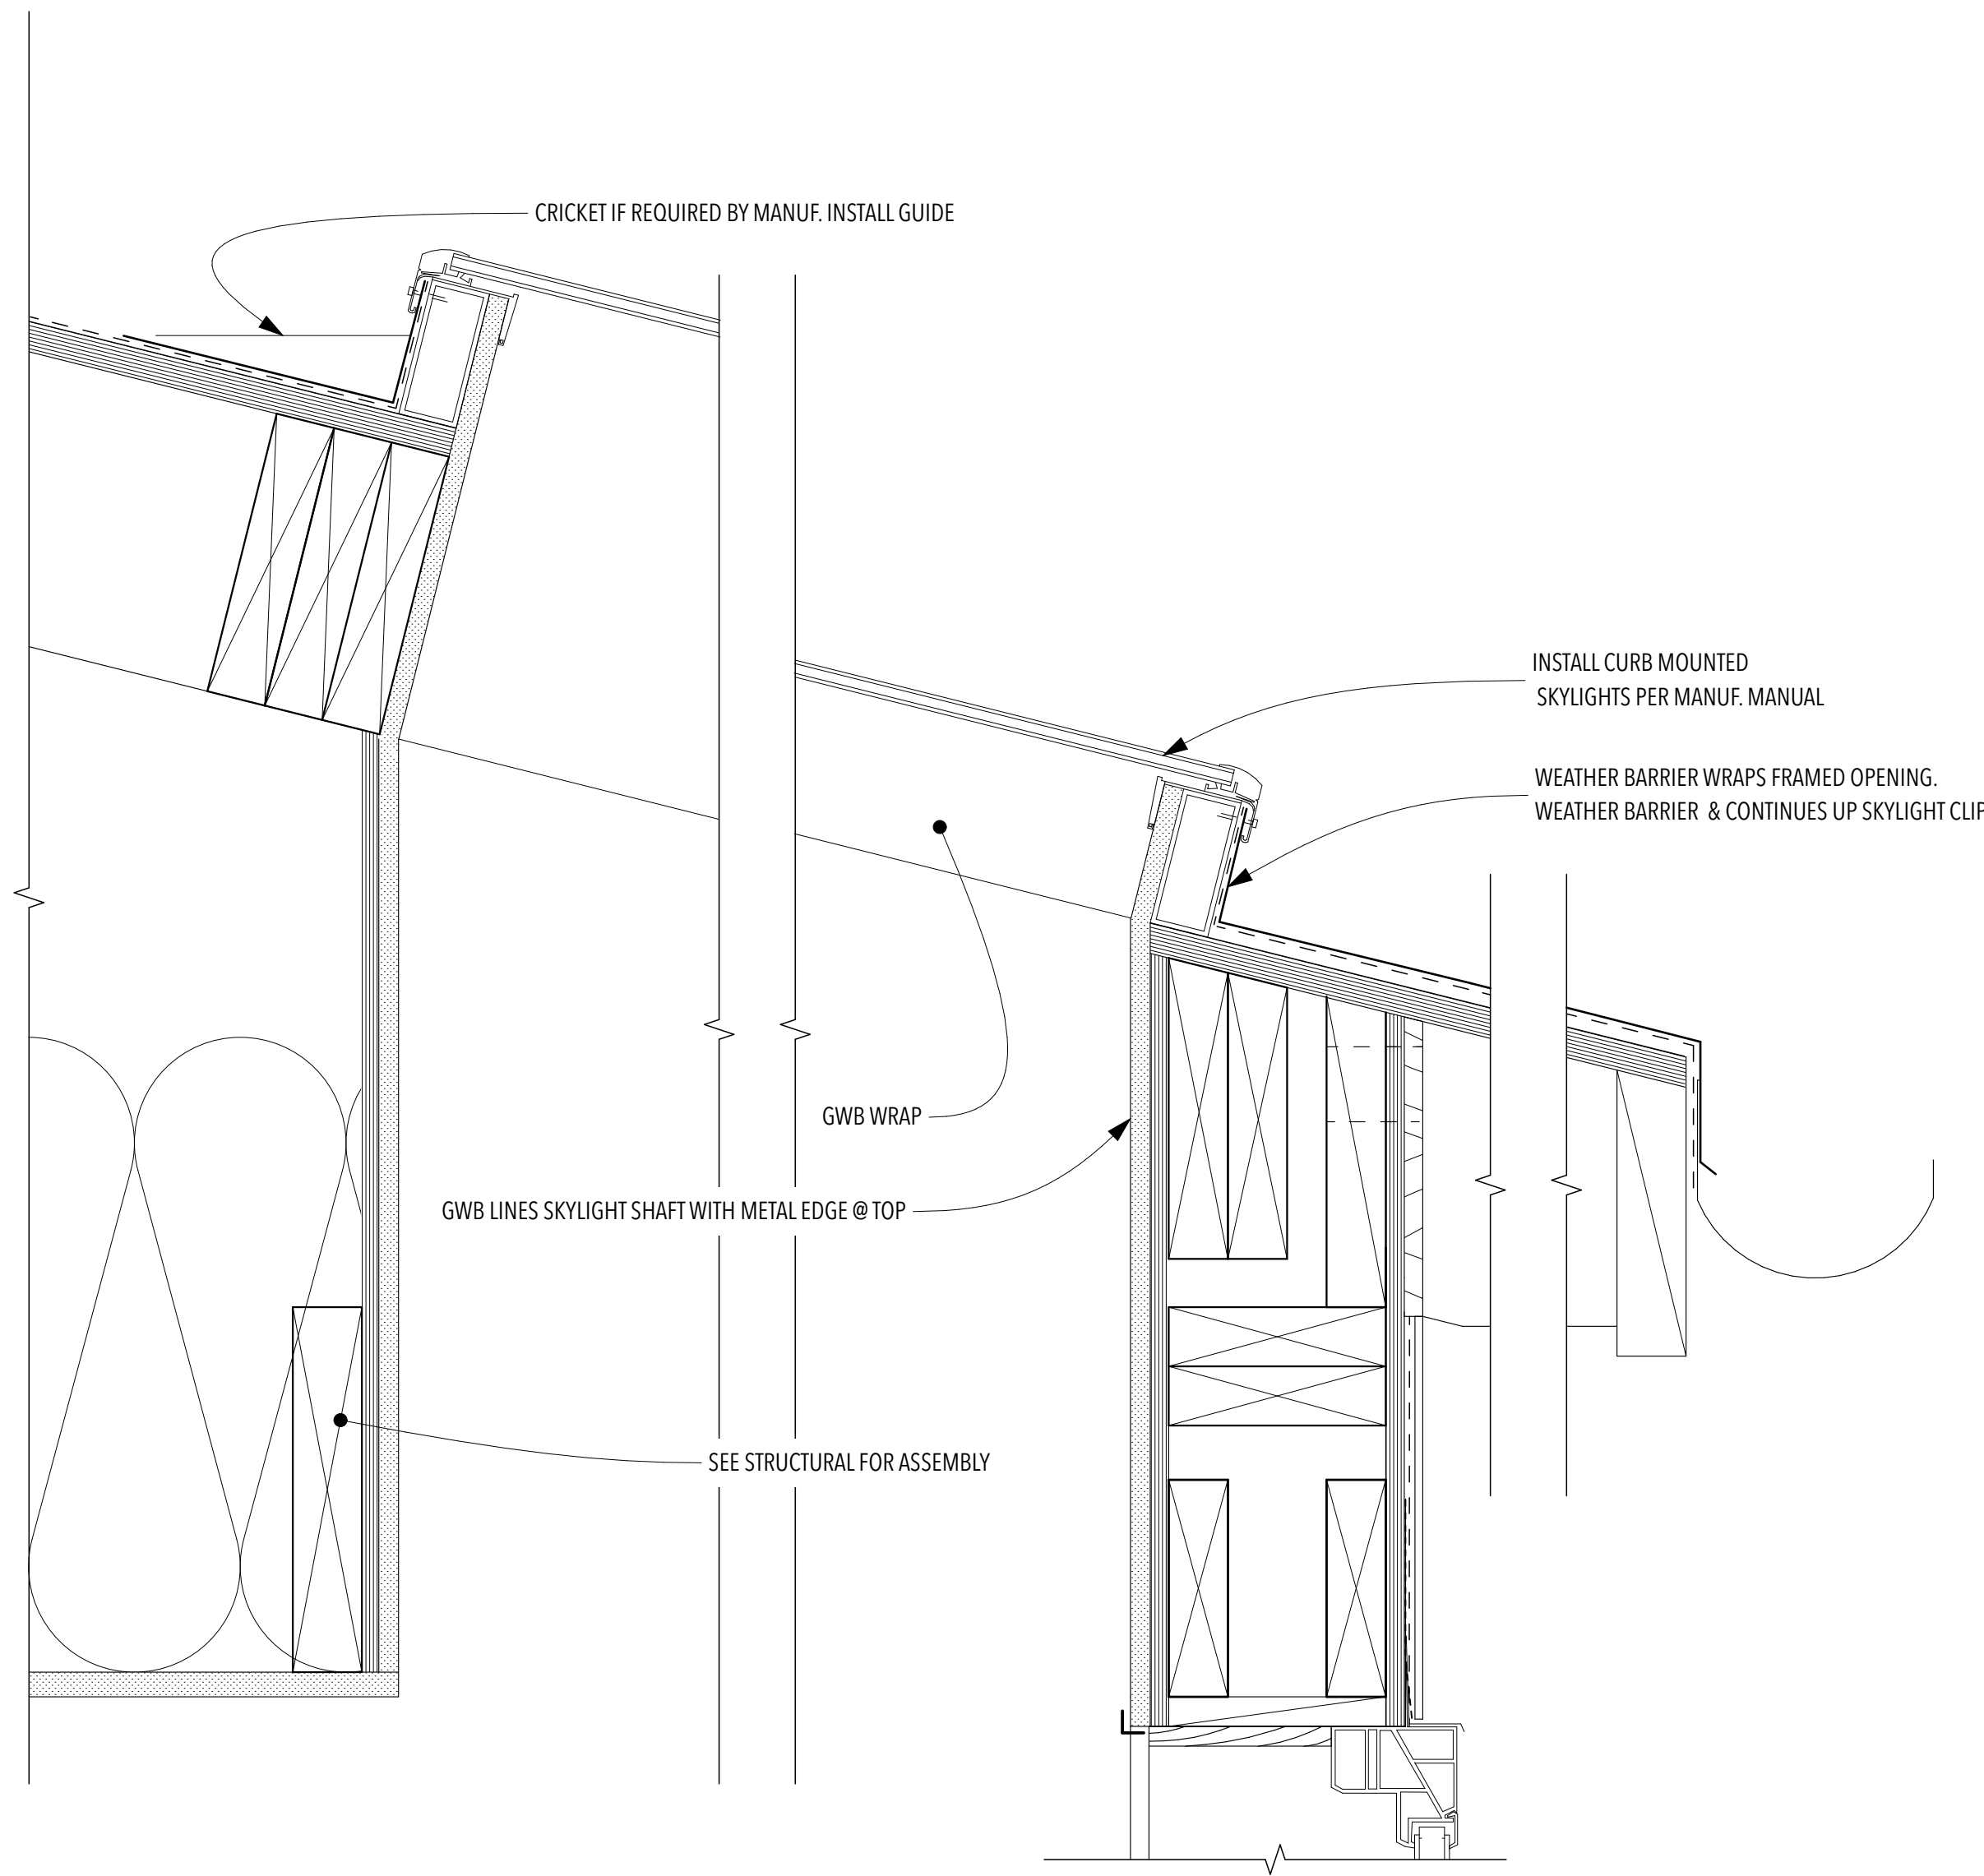 CRICKET IF REQUIRED BY MANUF. INSTALL GUIDE
INSTALL CURB MOUNTED
SKYLIGHTS PER MANUF. MANUAL
WEATHER BARRIER WRAPS FRAMED OPENING.
WEATHER BARRIER & CONTINUES UP SKYLIGHT CLIP
GWB WRAP
GWB LINES SKYLIGHT SHAFT WITH METAL EDGE @ TOP
SEE STRUCTURAL FOR ASSEMBLY